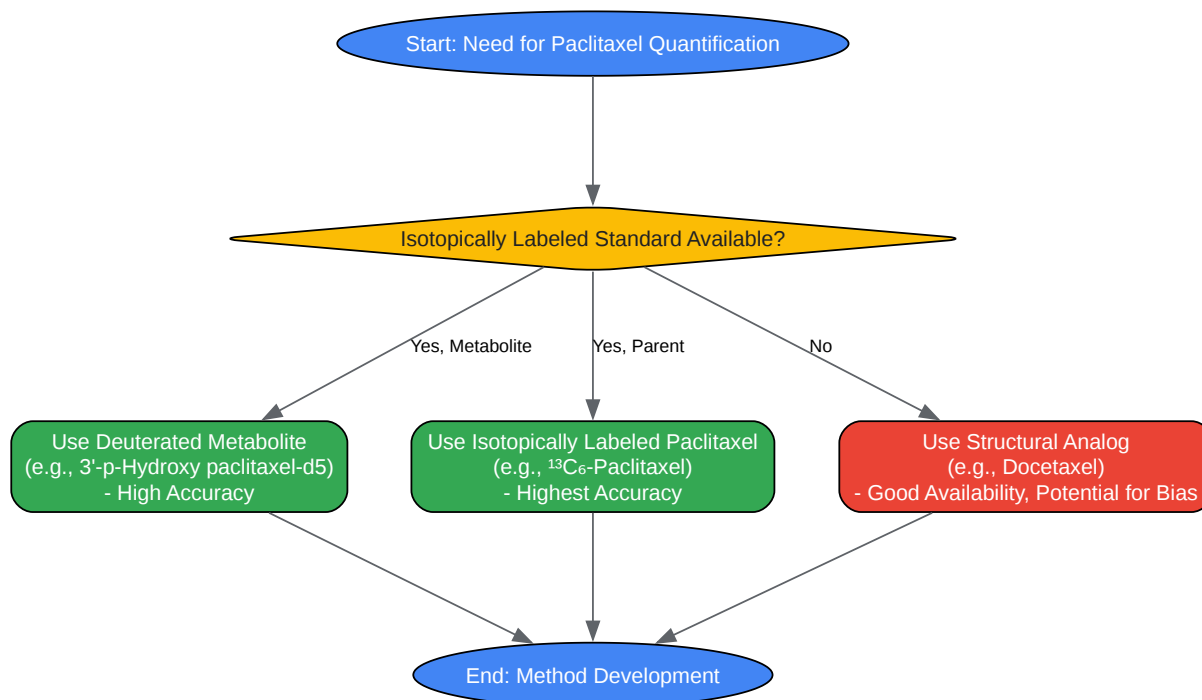 Start: Need for Paclitaxel Quantification
Isotopically Labeled Standard Available?
Yes, Metabolite
Yes, Parent
No
Use Deuterated Metabolite
(e.g., 3'-p-Hydroxy paclitaxel-d5)
- High Accuracy
Use Isotopically Labeled Paclitaxel
(e.g., ¹³C₆-Paclitaxel)
- Highest Accuracy
Use Structural Analog
(e.g., Docetaxel)
- Good Availability, Potential for Bias
End: Method Development